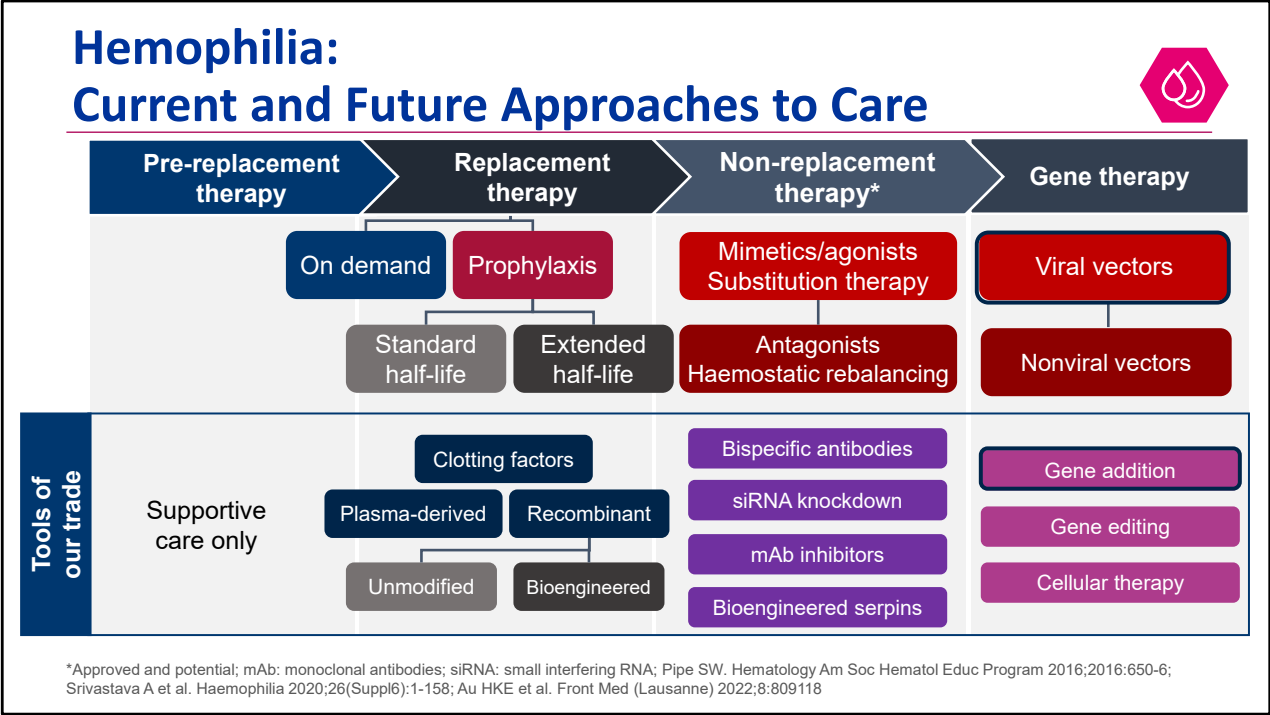 Hemophilia:
Current and Future Approaches to Care
Pre-replacement
therapy
Replacement
therapy
Non-replacement
therapy*
Gene therapy
On demand
Prophylaxis
Mimetics/agonists
Substitution therapy
Viral vectors
Standard
half-life
Extended
half-life
Antagonists
Haemostatic rebalancing
Nonviral vectors
Tools of
our trade
Supportive
care only
Clotting factors
Plasma-derived
Recombinant
Unmodified
Bioengineered
Bispecific antibodies
siRNA knockdown
mAb inhibitors
Bioengineered serpins
Gene addition
Gene editing
Cellular therapy
*Approved and potential; mAb: monoclonal antibodies; siRNA: small interfering RNA; Pipe SW. Hematology Am Soc Hematol Educ Program 2016;2016:650-6;
Srivastava A et al. Haemophilia 2020;26(Suppl6):1-158; Au HKE et al. Front Med (Lausanne) 2022;8:809118